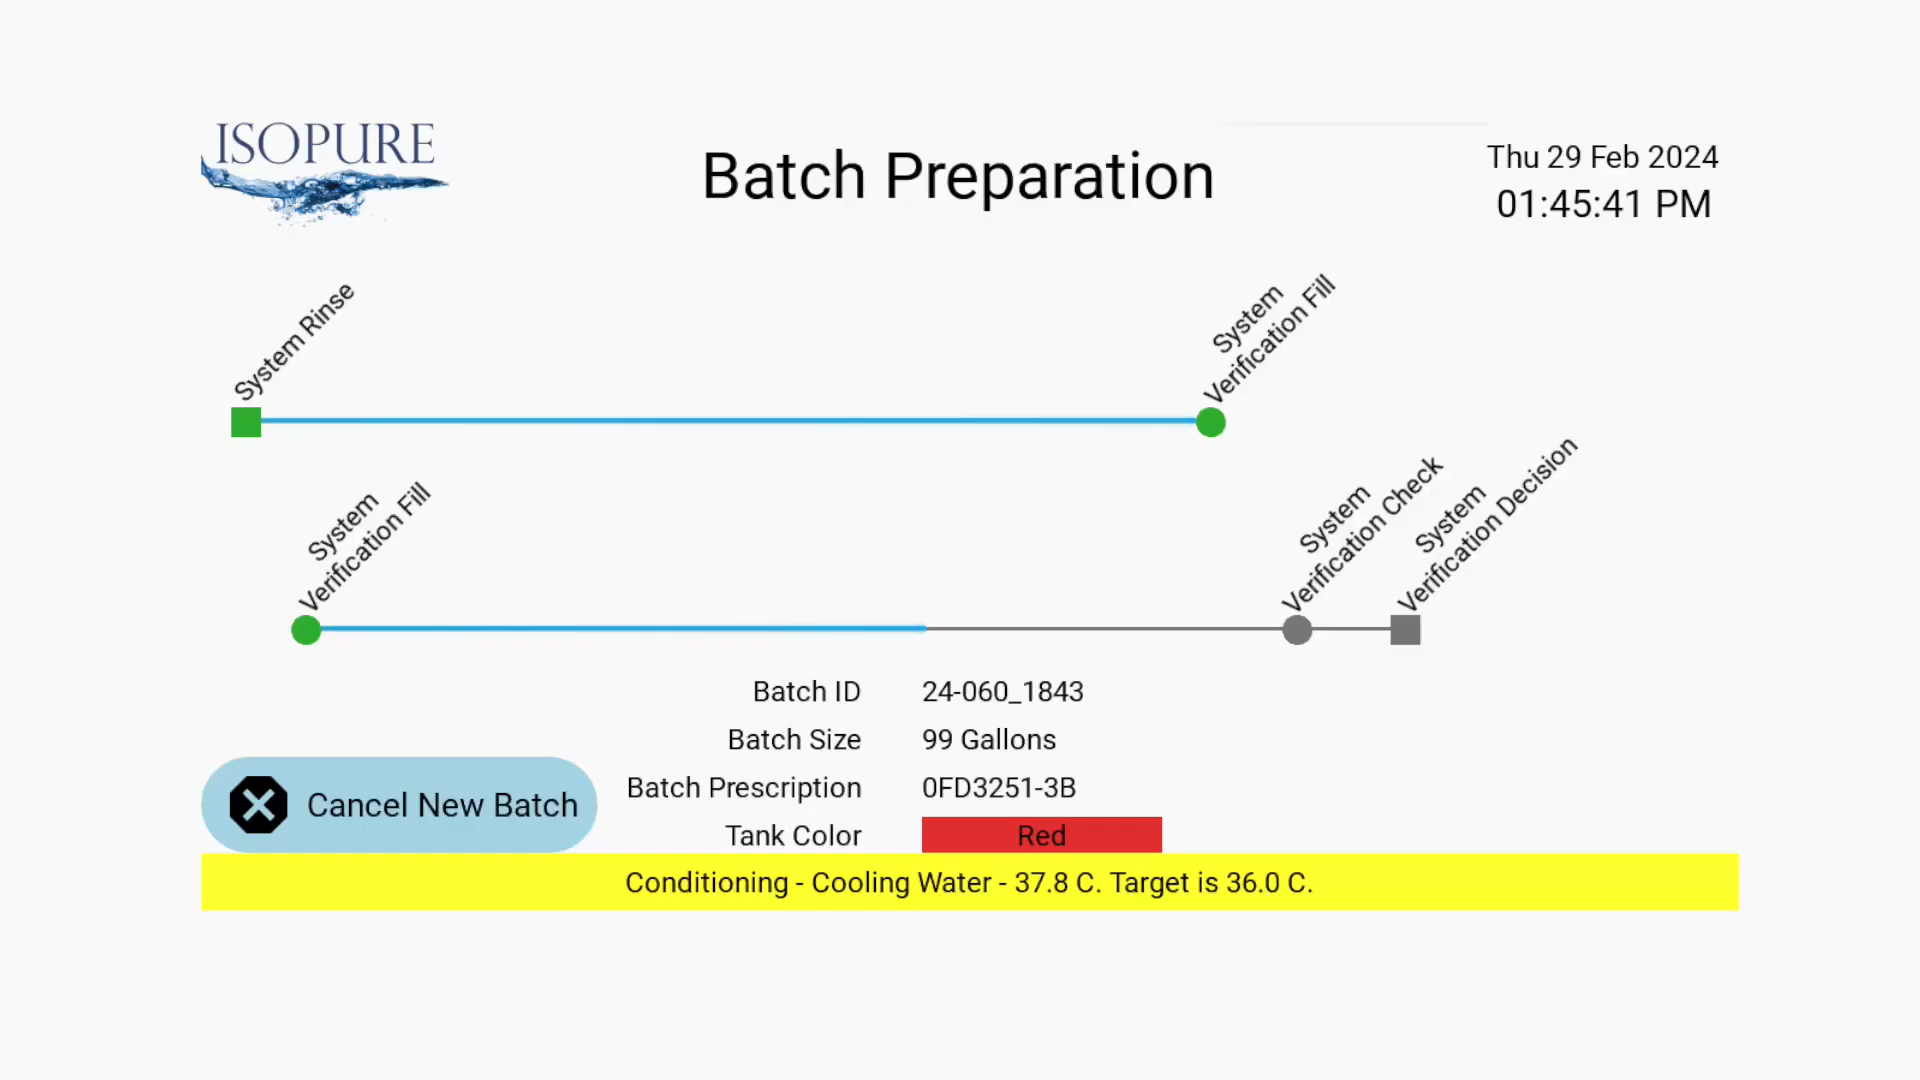 ISOPURE
Batch Preparation
Thu 29 Feb 2024
01:45:41 PM
System Rinse
System
Verification Fill
System
Verification Fill
System
Verification Check
System
Verification Decision
Batch ID 24-060_1843
Batch Size 99 Gallons
Batch Prescription 0FD3251-3B
Tank Color Red
Cancel New Batch
Conditioning - Cooling Water - 37.8 C. Target is 36.0 C.